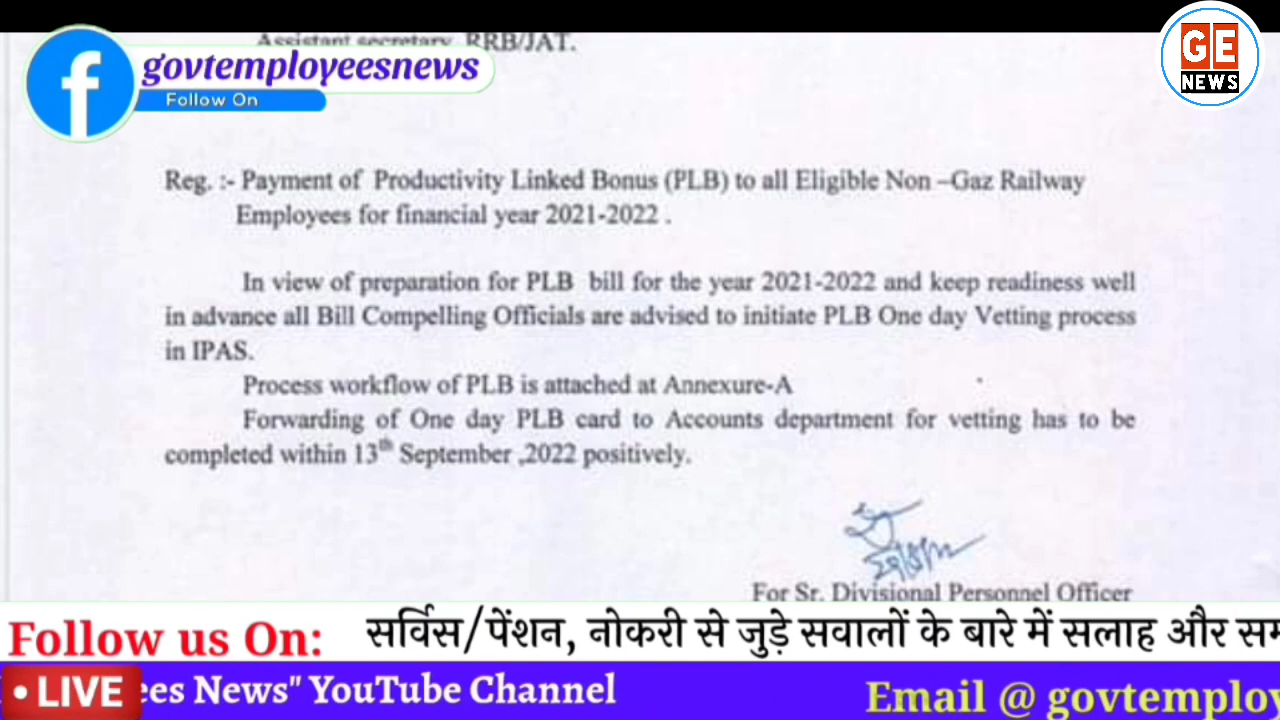 Assistant secretary, RRB/JAT.
govtemployeesnews
Follow On
GE
NEWS
Reg. :- Payment of Productivity Linked Bonus (PLB) to all Eligible Non –Gaz Railway
Employees for financial year 2021-2022 .
In view of preparation for PLB bill for the year 2021-2022 and keep readiness well
in advance all Bill Compelling Officials are advised to initiate PLB One day Vetting process
in IPAS.
Process workflow of PLB is attached at Annexure-A
Forwarding of One day PLB card to Accounts department for vetting has to be
completed within 13th September ,2022 positively.
For Sr. Divisional Personnel Officer
Follow us On:
सर्विस/पेंशन, नोकरी से जुड़े सवालों के बारे में सलाह और
• LIVE
ees News" YouTube Channel
Email @ govtemploy